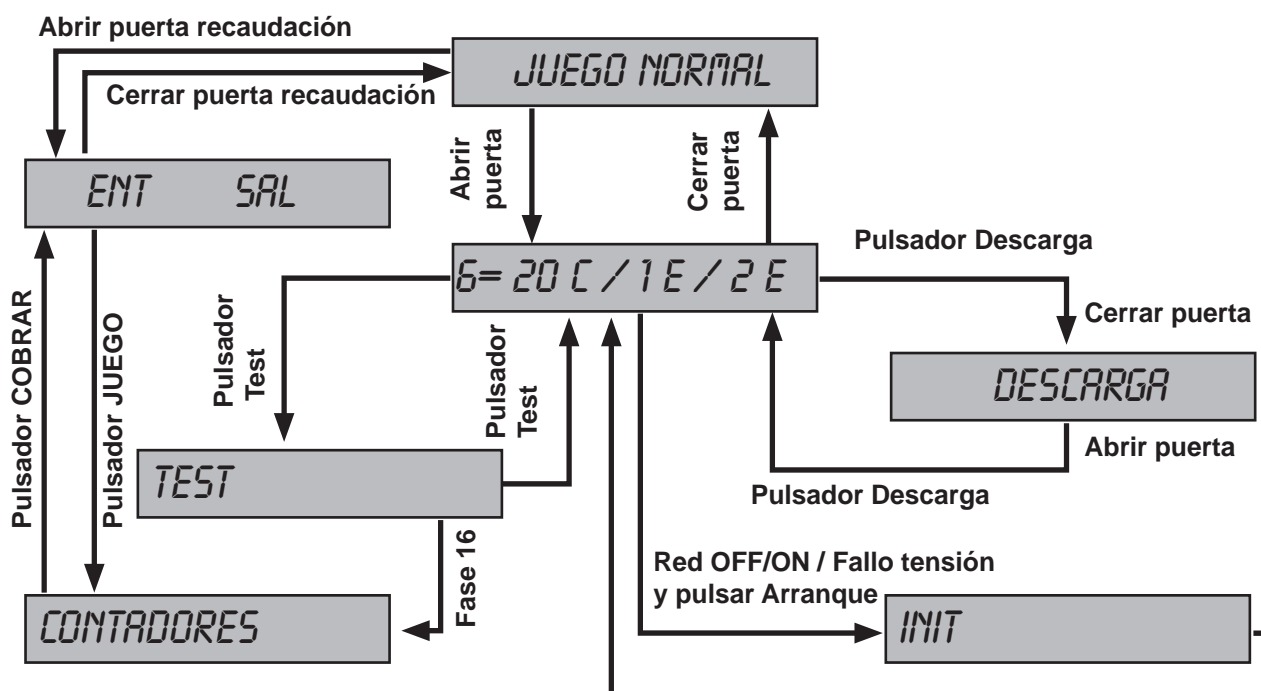 Abrir puerta recaudación
JUEGO NORMAL
Cerrar puerta recaudación
Abrir
puerta
Cerrar
puerta
ENT SAL
Pulsador Descarga
6= 20 C / 1 E / 2 E
Cerrar puerta
Pulsador COBRAR
Pulsador JUEGO
Pulsador
Test
Pulsador
Test
DESCARGA
Abrir puerta
TEST
Pulsador Descarga
Fase 16
Red OFF/ON / Fallo tensión
y pulsar Arranque
CONTADORES
INIT